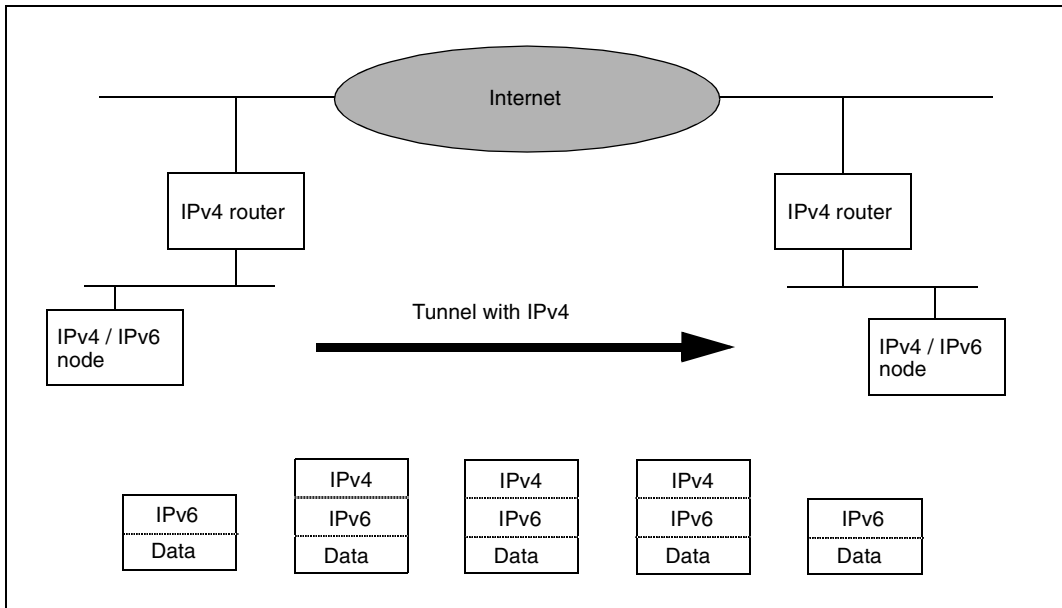 Internet
IPv4 router
IPv4 router
Tunnel with IPv4
IPv4 / IPv6
node
IPv4 / IPv6
node
IPv6
Data
IPv4
IPv6
Data
IPv4
IPv6
Data
IPv4
IPv6
Data
IPv6
Data